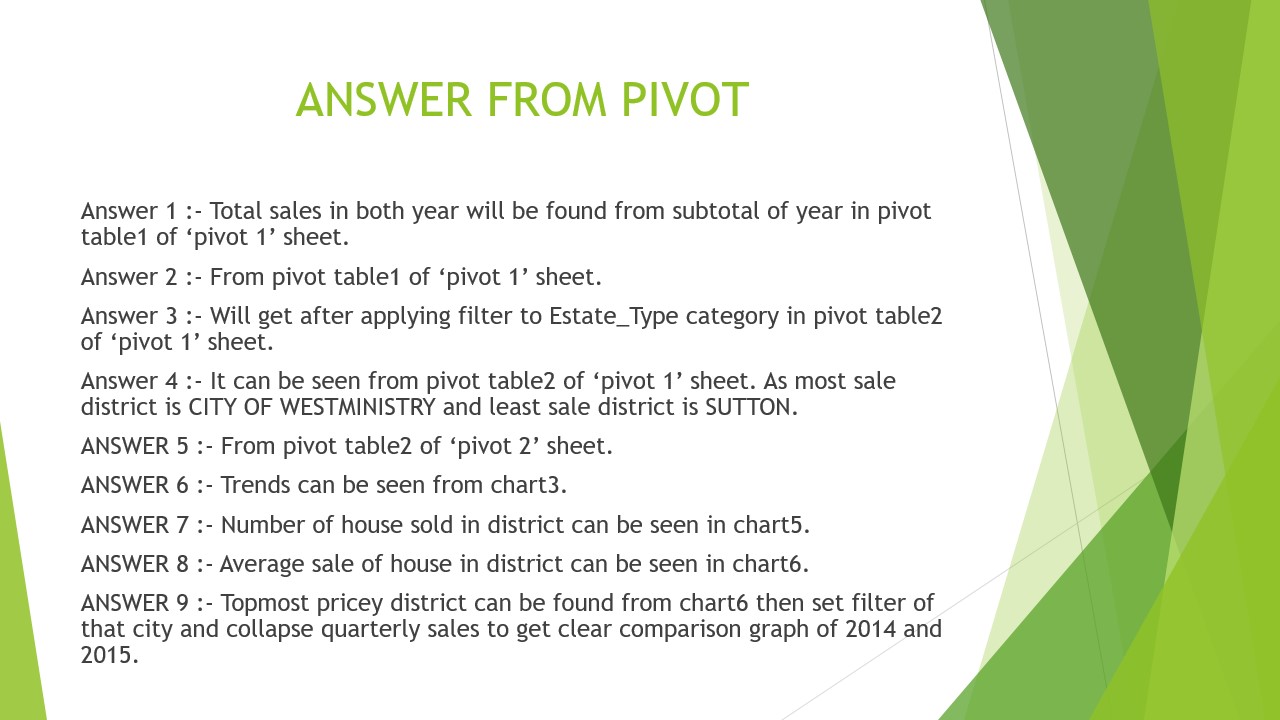 ANSWER FROM PIVOT
Answer 1 :- Total sales in both year will be found from subtotal of year in pivot
table1 of ‘pivot 1’ sheet.
Answer 2 :- From pivot table1 of ‘pivot 1’ sheet.
Answer 3 :- Will get after applying filter to Estate_Type category in pivot table2
of ‘pivot 1’ sheet.
Answer 4 :- It can be seen from pivot table2 of ‘pivot 1’ sheet. As most sale
district is CITY OF WESTMINISTRY and least sale district is SUTTON.
ANSWER 5 :- From pivot table2 of ‘pivot 2’ sheet.
ANSWER 6 :- Trends can be seen from chart3.
ANSWER 7 :- Number of house sold in district can be seen in chart5.
ANSWER 8 :- Average sale of house in district can be seen in chart6.
ANSWER 9 :- Topmost pricey district can be found from chart6 then set filter of
that city and collapse quarterly sales to get clear comparison graph of 2014 and
2015.